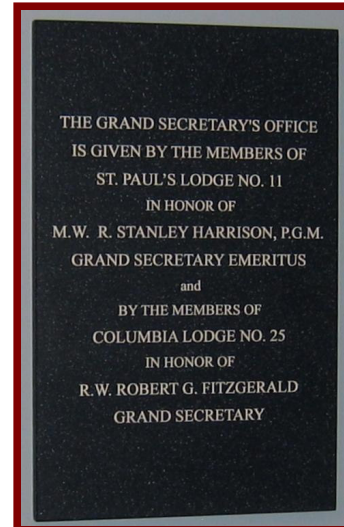 THE GRAND SECRETARY'S OFFICE
IS GIVEN BY THE MEMBERS OF
ST. PAUL'S LODGE NO. 11
IN HONOR OF
M.W. R. STANLEY HARRISON, P.G.M.
GRAND SECRETARY EMERITUS
and
BY THE MEMBERS OF
COLUMBIA LODGE NO. 25
IN HONOR OF
R.W. ROBERT G. FITZGERALD
GRAND SECRETARY